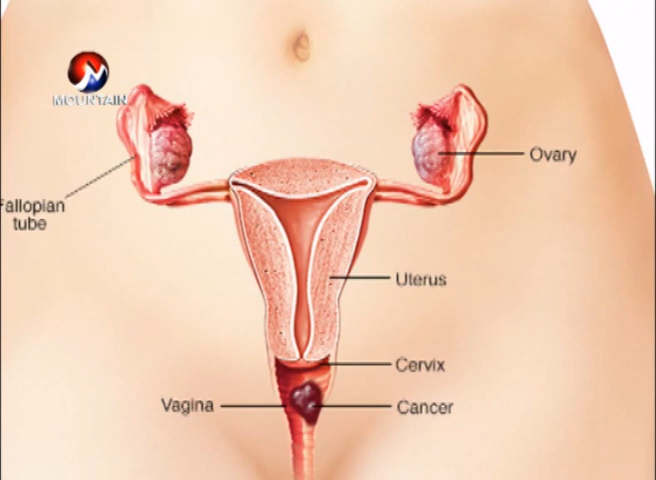 MOUNTAIN
Ovary
Fallopian
tube
Uterus
Cervix
Vagina
Cancer